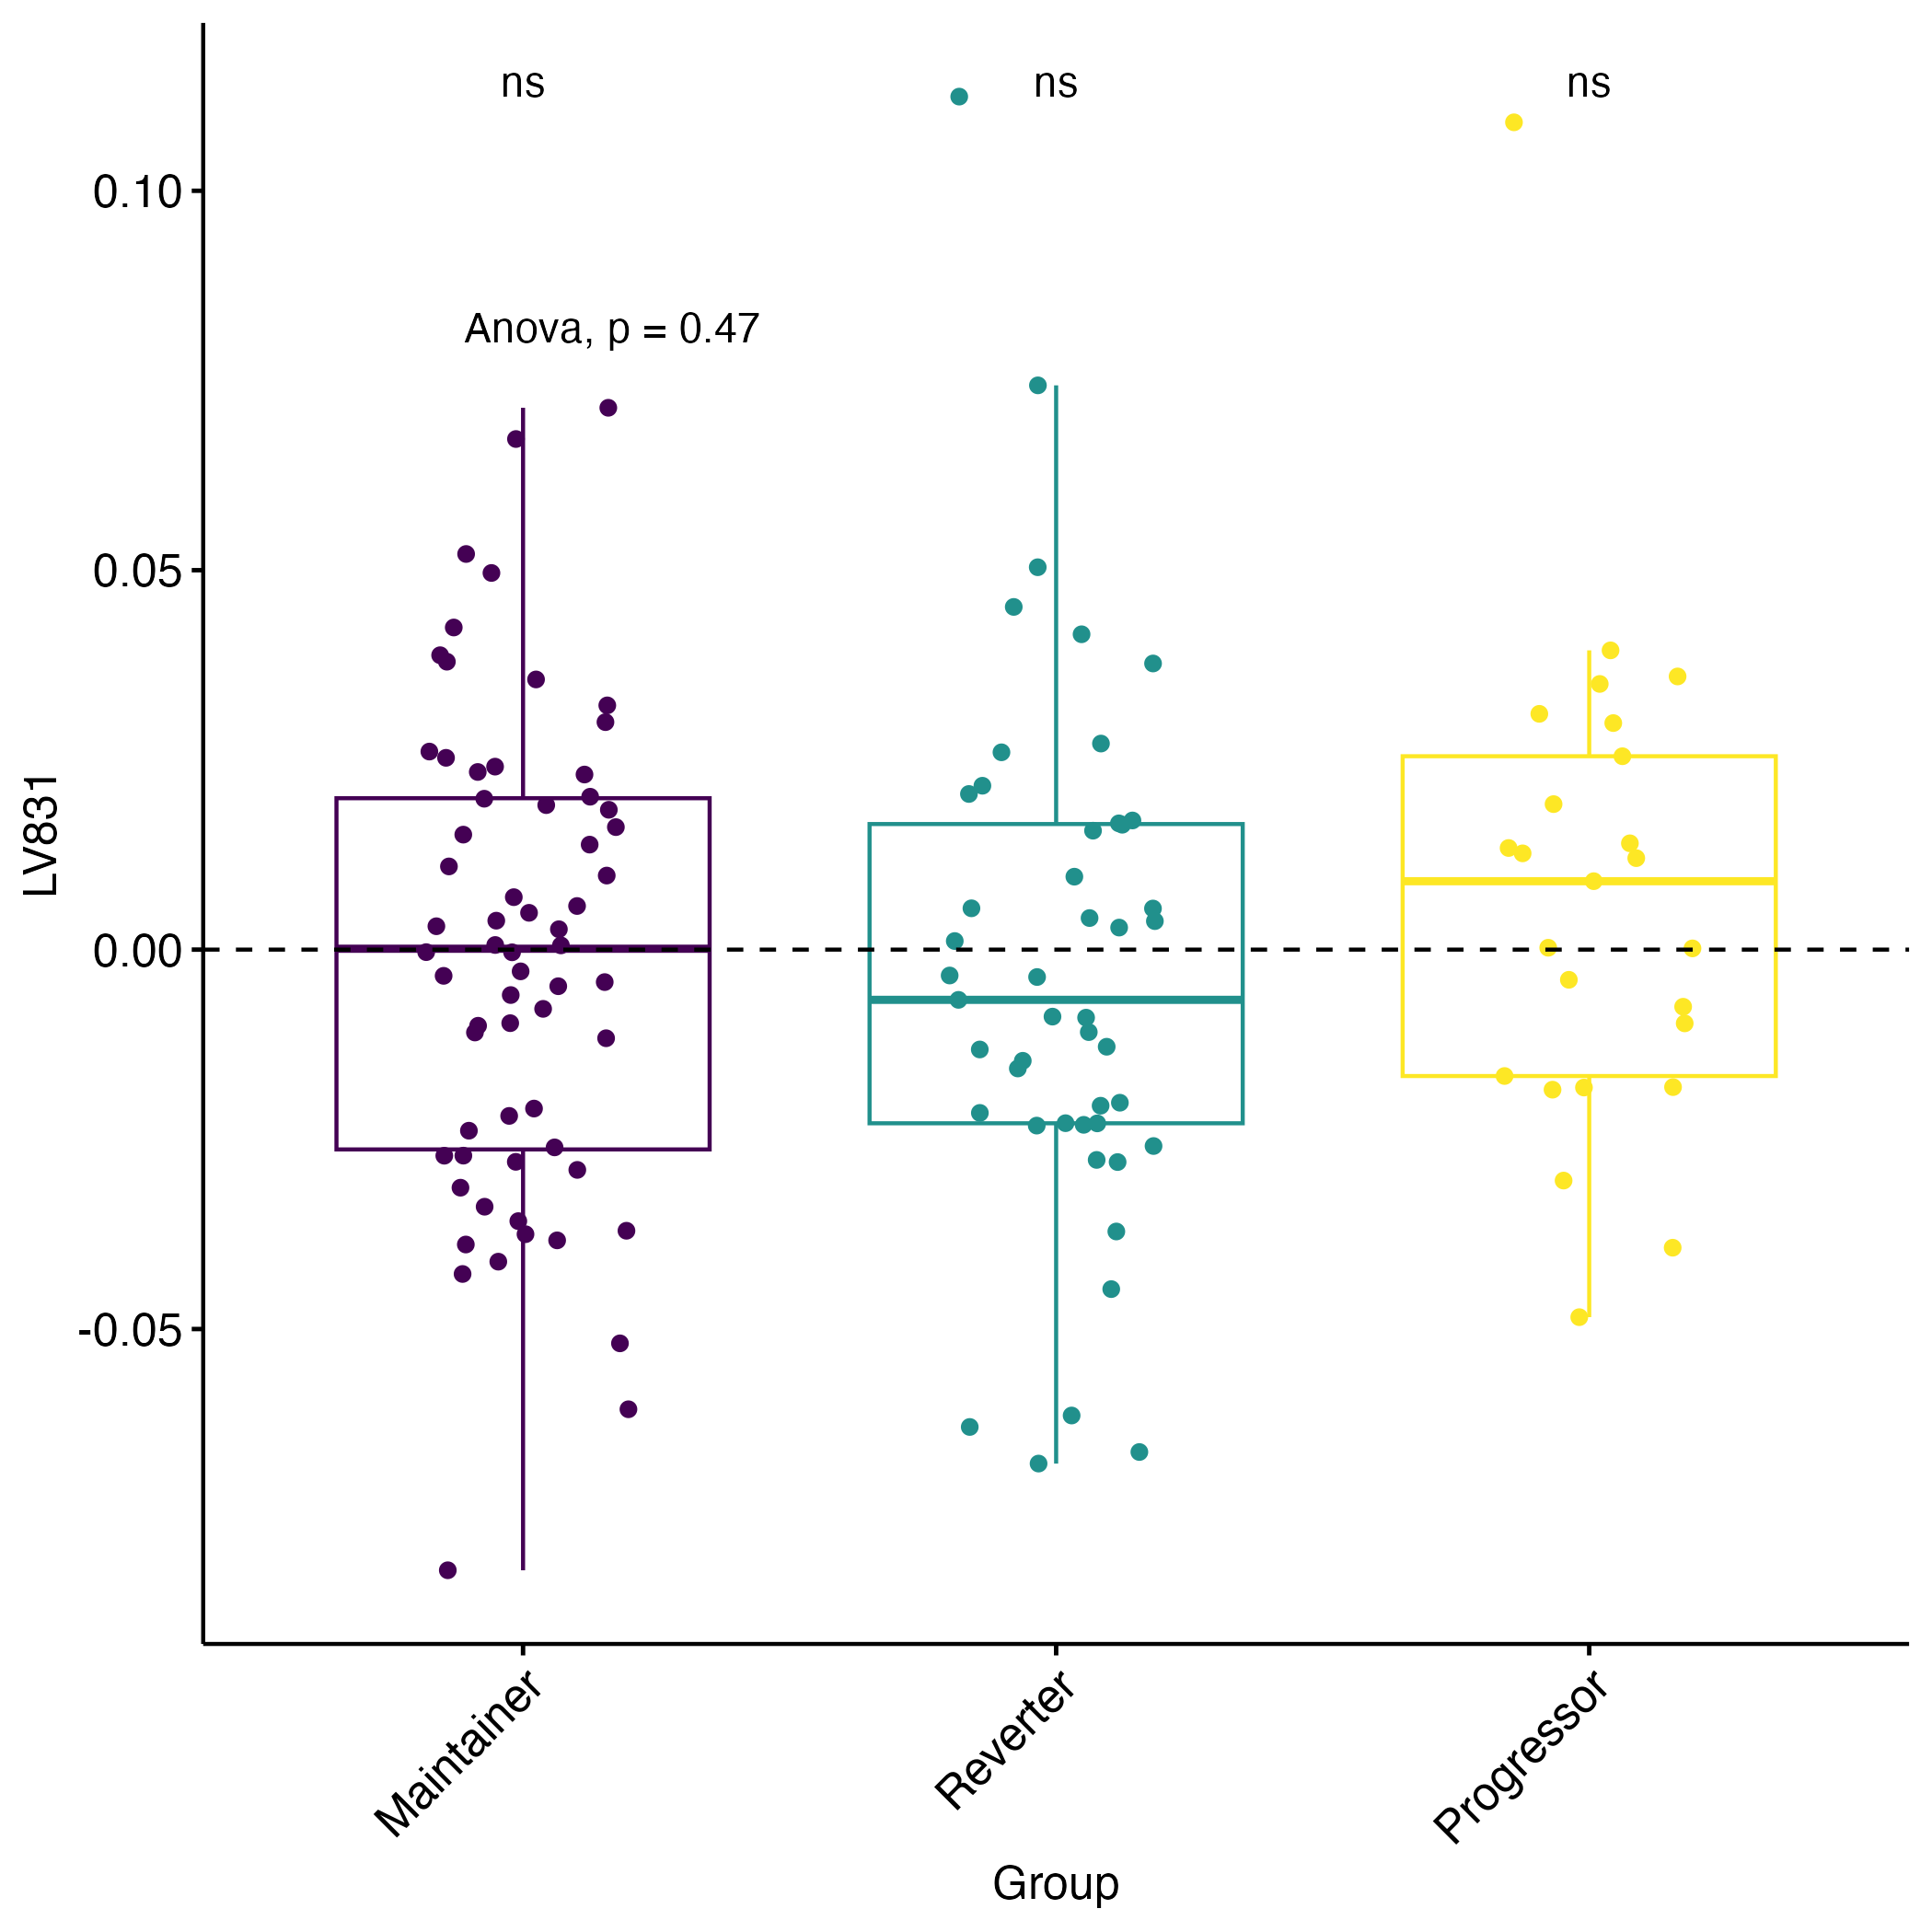 ns ns ns
0.10
Anova, p = 0.47
0.05
LV831
0.00
-0.05
Maintainer Reverter Progressor
Group